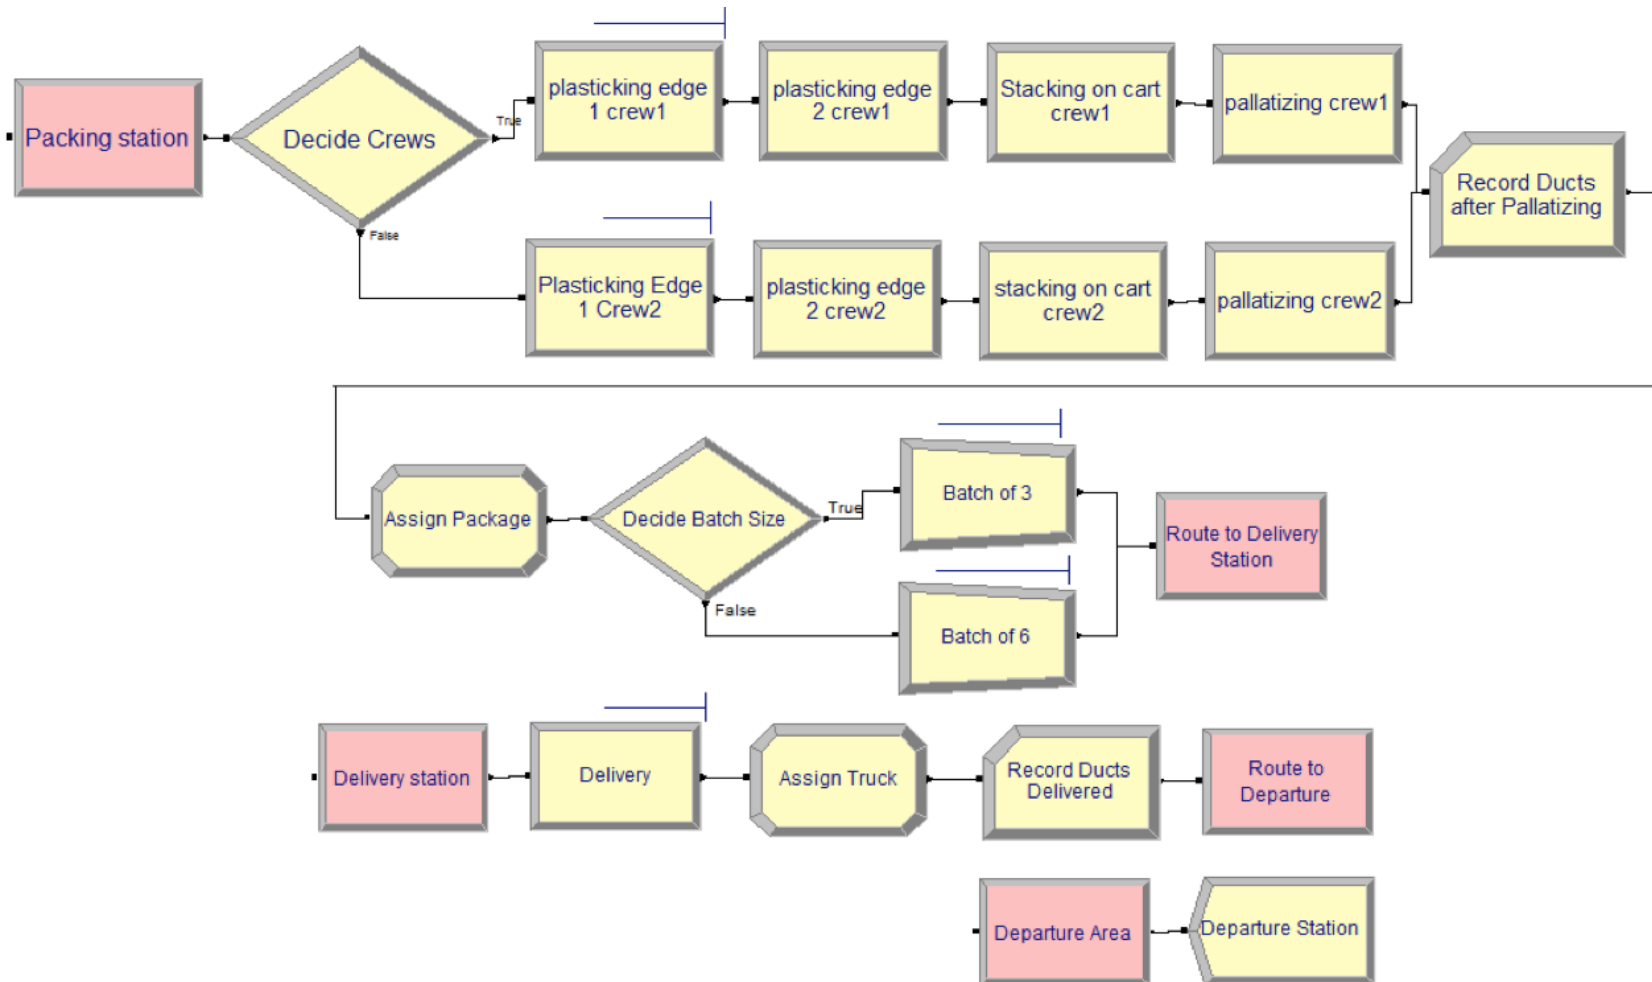 Packing station
Decide Crews
True
False
plasticking edge
1 crew1
plasticking edge
2 crew1
Stacking on cart
crew1
pallatizing crew1
Plasticking Edge
1 Crew2
plasticking edge
2 crew2
stacking on cart
crew2
pallatizing crew2
Record Ducts
after Pallatizing
Assign Package
Decide Batch Size
True
False
Batch of 3
Batch of 6
Route to Delivery
Station
Delivery station
Delivery
Assign Truck
Record Ducts
Delivered
Route to
Departure
Departure Area
Departure Station